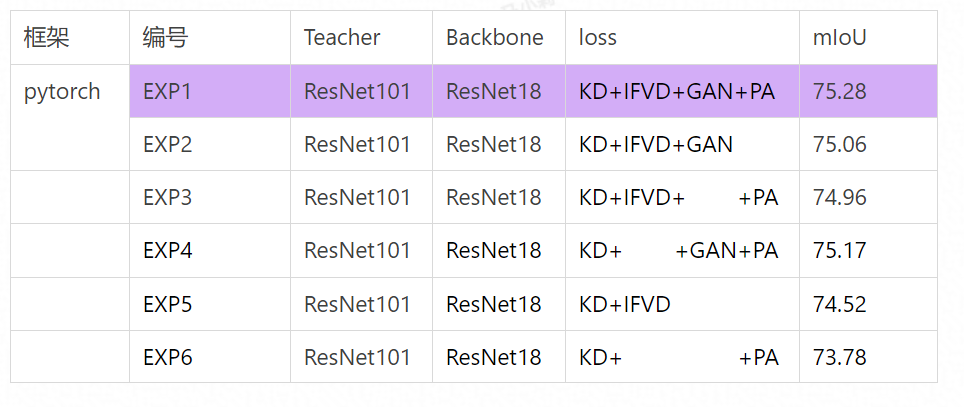 框架 编号 Teacher Backbone loss mIoU
pytorch EXP1 ResNet101 ResNet18 KD+IFVD+GAN+PA 75.28
EXP2 ResNet101 ResNet18 KD+IFVD+GAN 75.06
EXP3 ResNet101 ResNet18 KD+IFVD+ +PA 74.96
EXP4 ResNet101 ResNet18 KD+ +GAN+PA 75.17
EXP5 ResNet101 ResNet18 KD+IFVD 74.52
EXP6 ResNet101 ResNet18 KD+ +PA 73.78